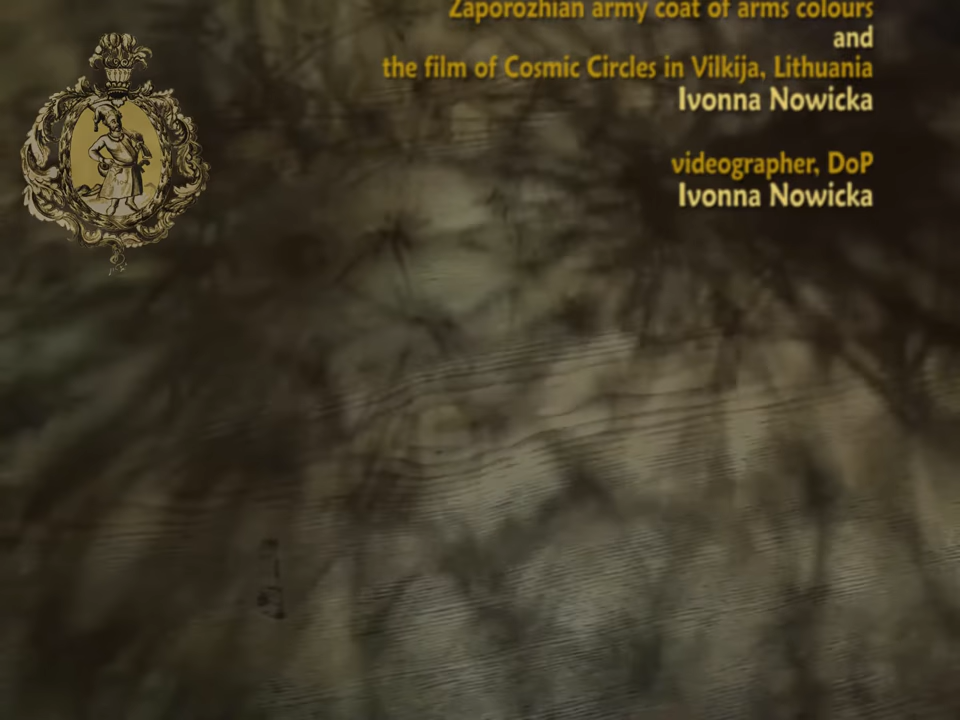 Zaporozhian army coat of arms colours
and
the film of Cosmic Circles in Vilkija, Lithuania
Ivonna Nowicka
videographer, DoP
Ivonna Nowicka